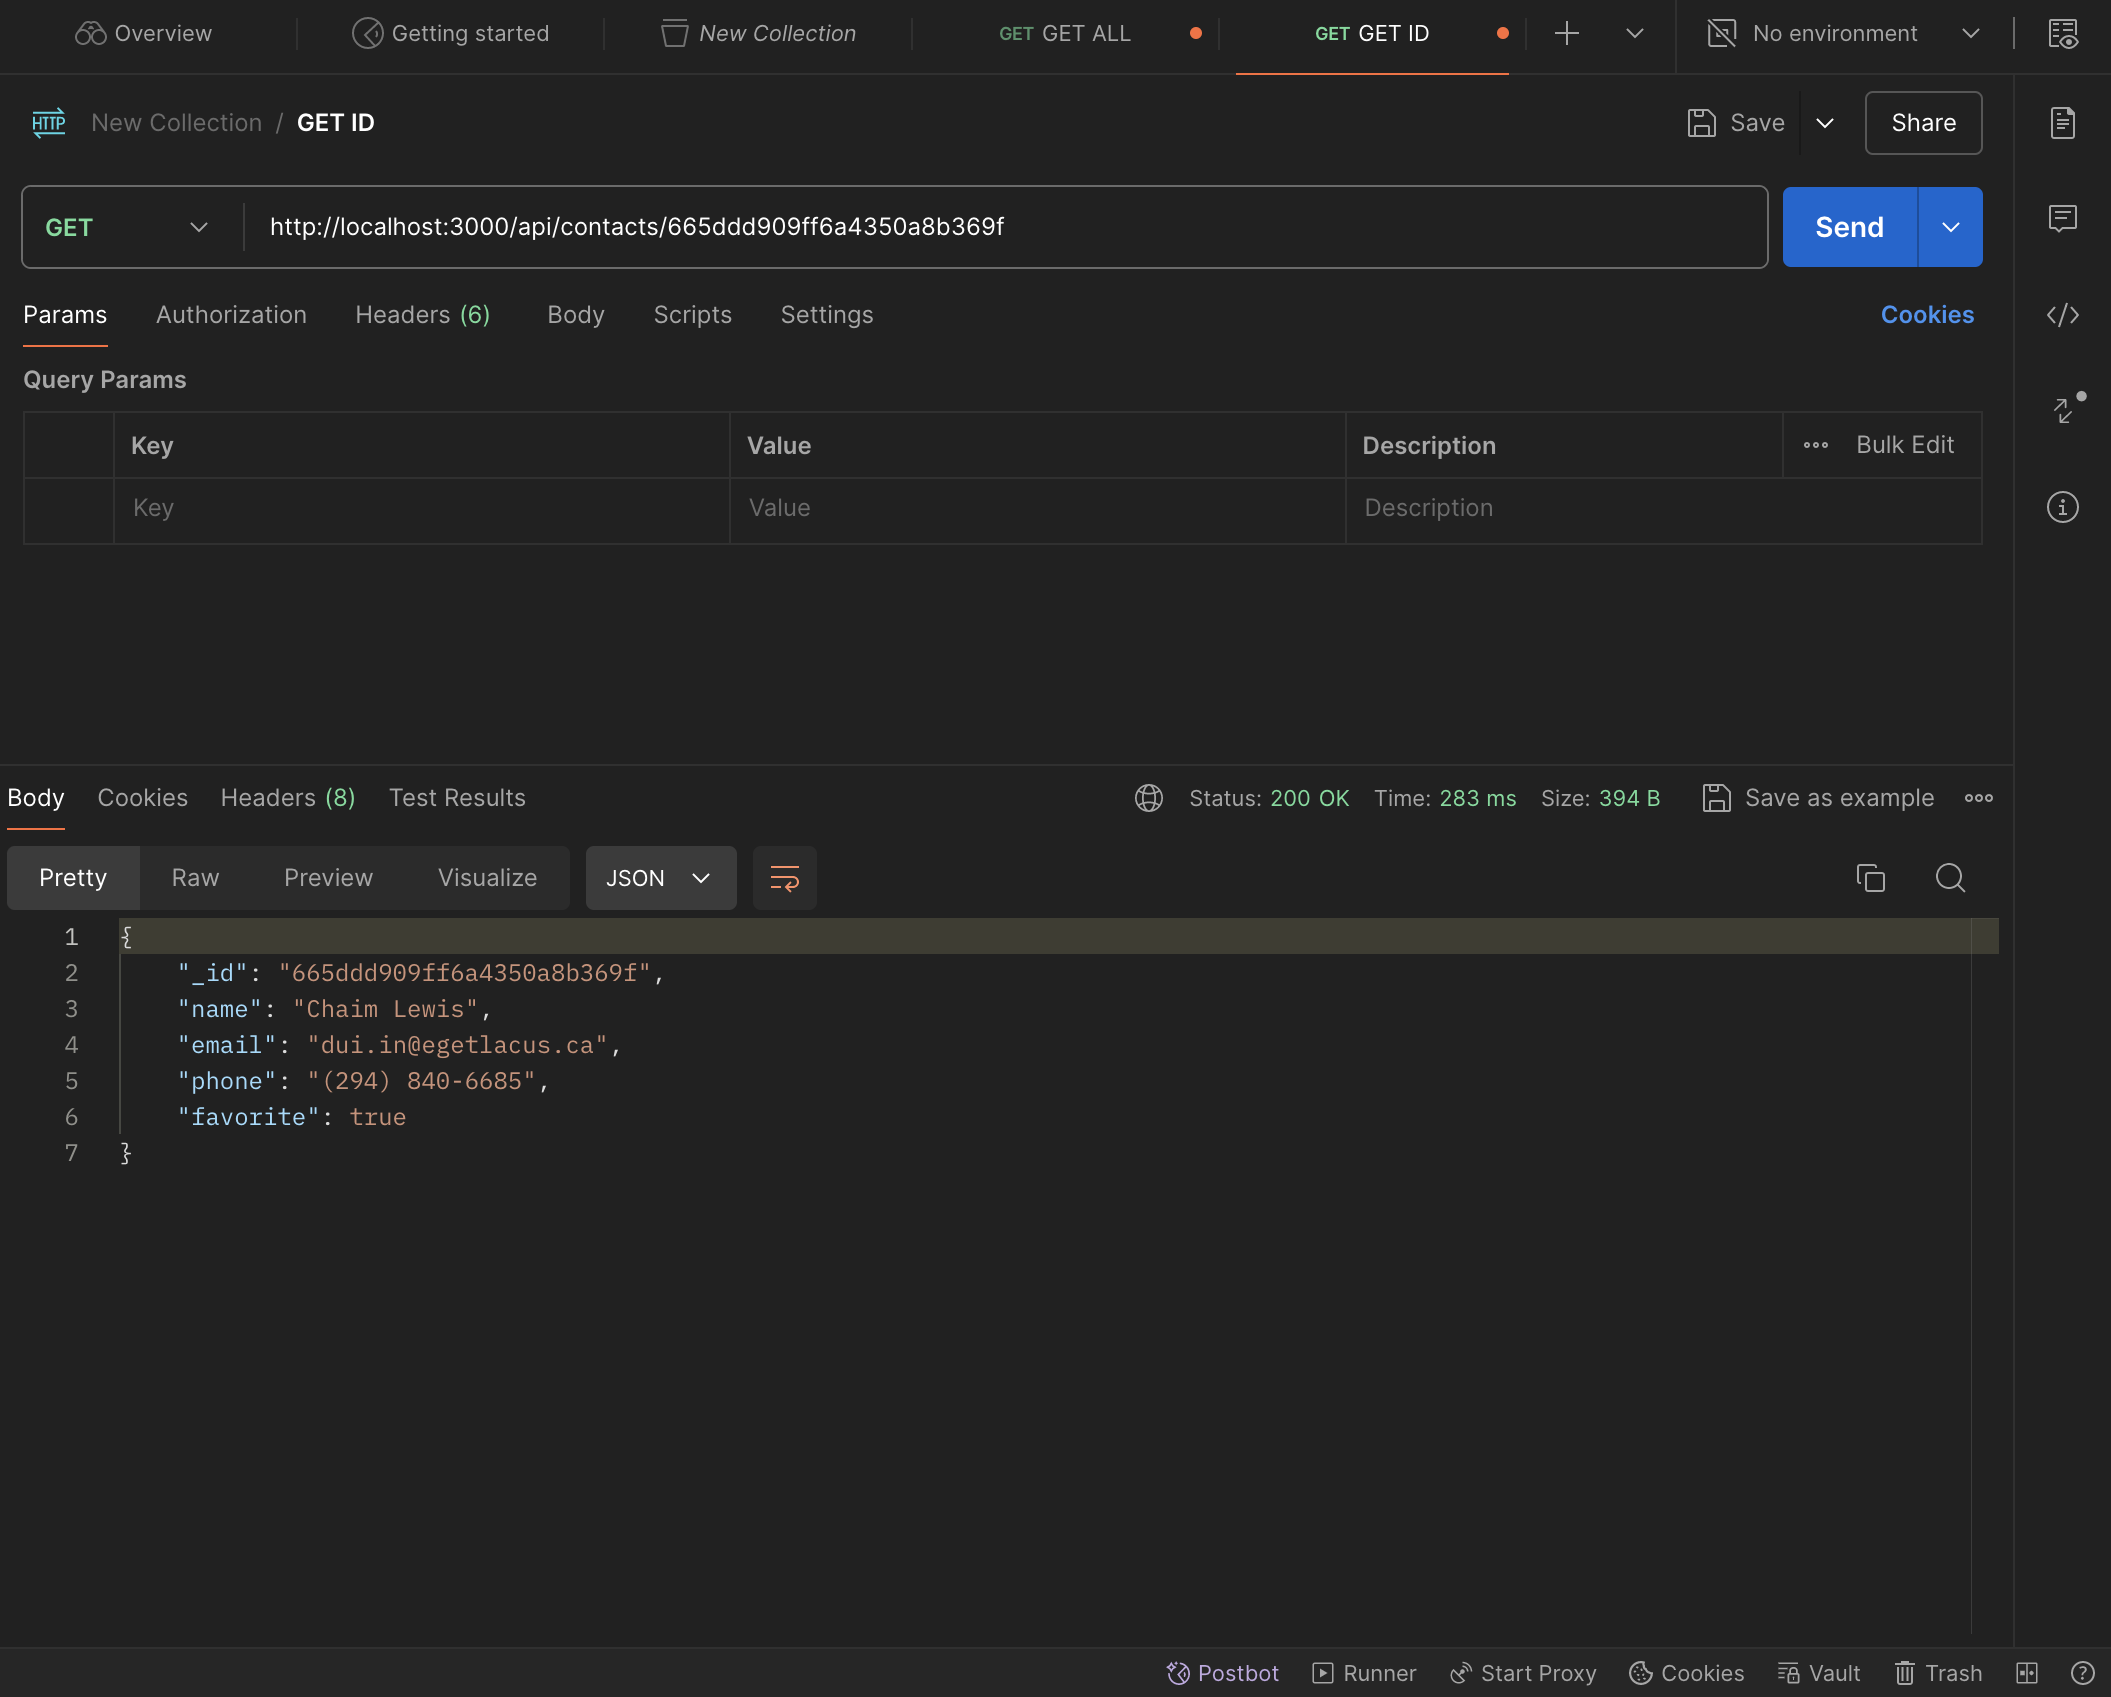 Overview
Getting started
New Collection
GET GET ALL
GET GET ID
No environment
HTTP New Collection / GET ID
Save
Share
GET
http://localhost:3000/api/contacts/665ddd909ff6a4350a8b369f
Send
Params
Authorization
Headers (6)
Body
Scripts
Settings
Cookies
Query Params
Key
Value
Description
Bulk Edit
Key
Value
Description
Body
Cookies
Headers (8)
Test Results
Status: 200 OK
Time: 283 ms
Size: 394 B
Save as example
Pretty
Raw
Preview
Visualize
JSON
1 {
2 "_id": "665ddd909ff6a4350a8b369f",
3 "name": "Chaim Lewis",
4 "email": "dui.in@egetlacus.ca",
5 "phone": "(294) 840-6685",
6 "favorite": true
7 }
Postbot
Runner
Start Proxy
Cookies
Vault
Trash